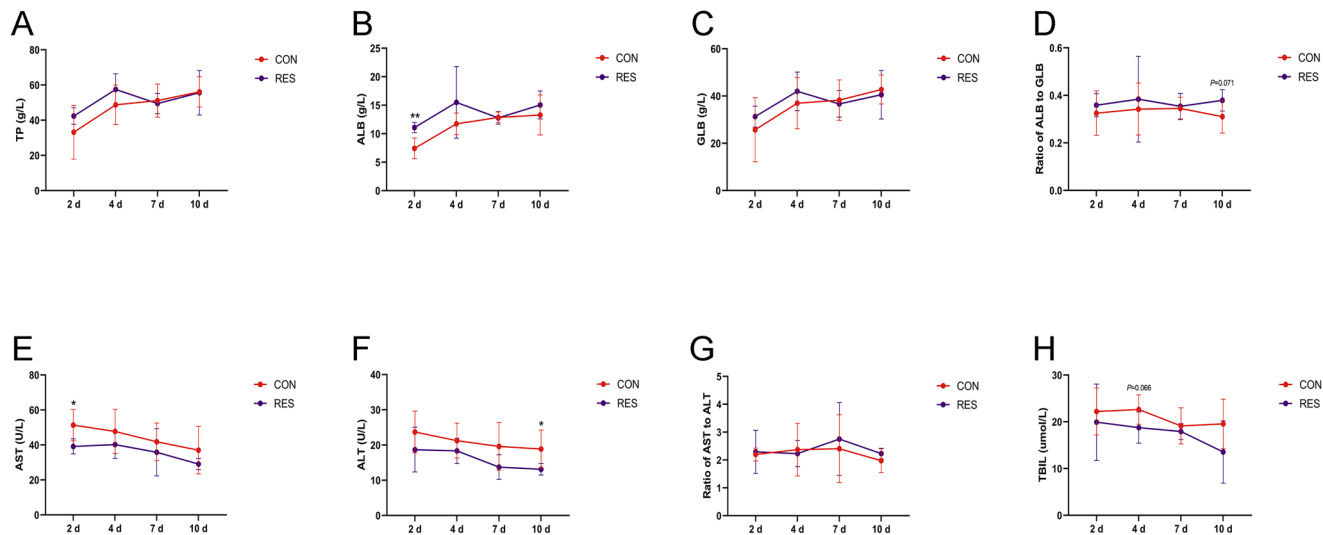 A
TP (g/L)
80
60
40
20
0
2 d 4 d 7 d 10 d
CON
RES
B
ALB (g/L)
25
20
15
10
5
0
**
2 d 4 d 7 d 10 d
CON
RES
C
GLB (g/L)
60
40
20
0
2 d 4 d 7 d 10 d
CON
RES
D
Ratio of ALB to GLB
0.6
0.4
0.2
0.0
P=0.071
2 d 4 d 7 d 10 d
CON
RES
E
AST (U/L)
80
60
40
20
0
*
2 d 4 d 7 d 10 d
CON
RES
F
ALT (U/L)
40
30
20
10
0
*
2 d 4 d 7 d 10 d
CON
RES
G
Ratio of AST to ALT
5
4
3
2
1
0
2 d 4 d 7 d 10 d
CON
RES
H
TBIL (umol/L)
30
20
10
0
P=0.066
2 d 4 d 7 d 10 d
CON
RES